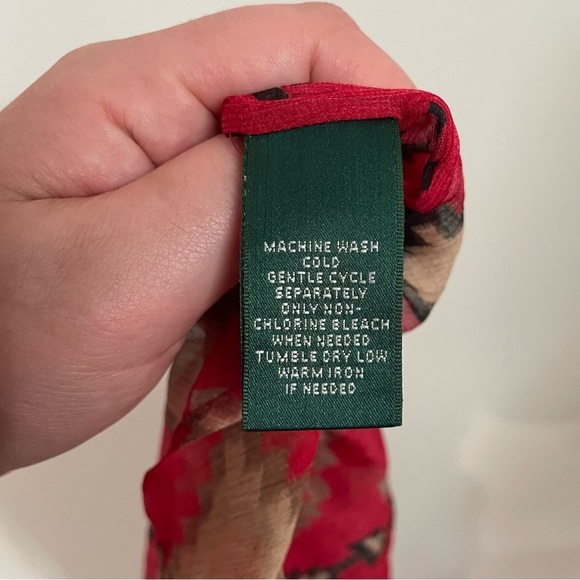 MACHINE WASH
COLD
GENTLE CYCLE
SEPARATELY
ONLY NON-
CHLORINE BLEACH
WHEN NEEDED
TUMBLE DRY LOW
WARM IRON
IF NEEDED